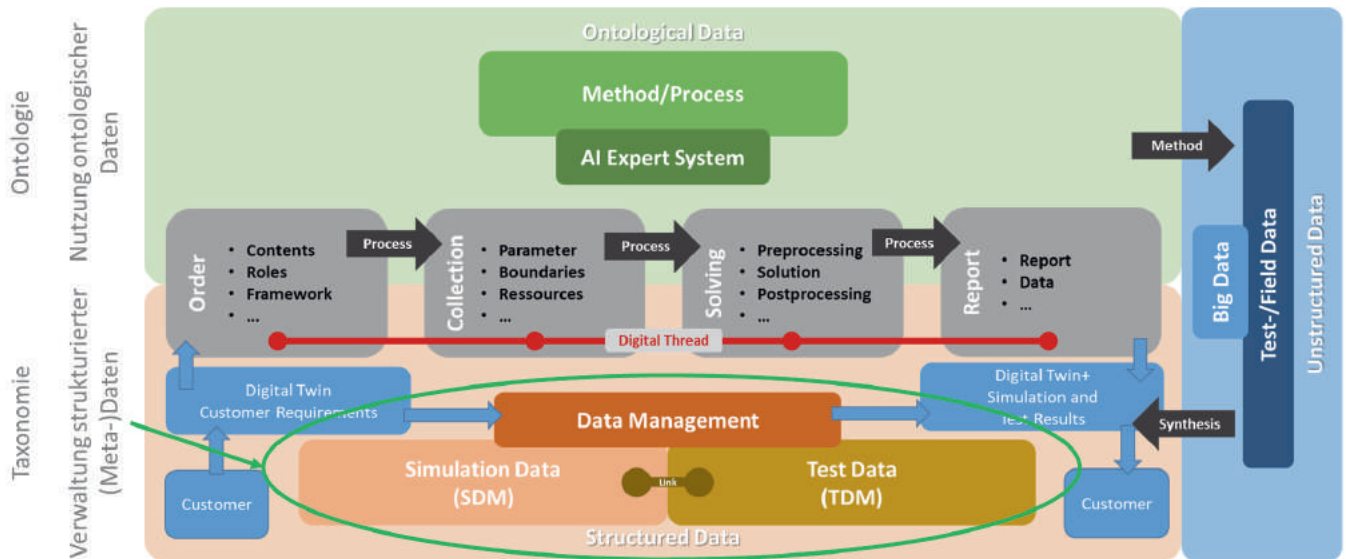 Ontologie
Nutzung ontologischer
Daten
Taxonomie
Verwaltung strukturierter
(Meta-)Daten
Ontological Data
Method/Process
AI Expert System
Order
• Contents
• Roles
• Framework
• ...
Process
Collection
• Parameter
• Boundaries
• Ressources
• ...
Process
Solving
• Preprocessing
• Solution
• Postprocessing
• ...
Process
Report
• Report
• Data
• ...
Digital Thread
Method
Big Data
Test-/Field Data
Unstructured Data
Digital Twin
Customer Requirements
Data Management
Digital Twin+
Simulation and
Test Results
Synthesis
Customer
Simulation Data
(SDM)
Link
Test Data
(TDM)
Customer
Structured Data